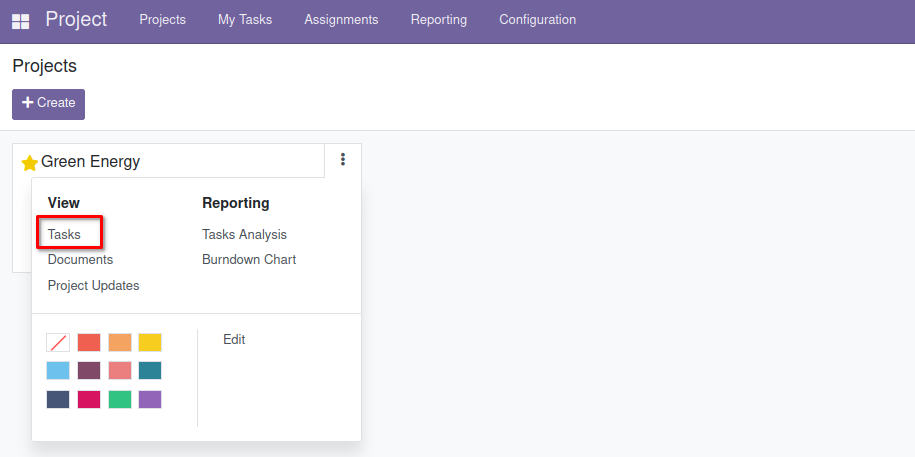 Project Projects My Tasks Assignments Reporting Configuration
Projects
Create
Green Energy
View Reporting
Tasks Tasks Analysis
Documents Burndown Chart
Project Updates
Edit